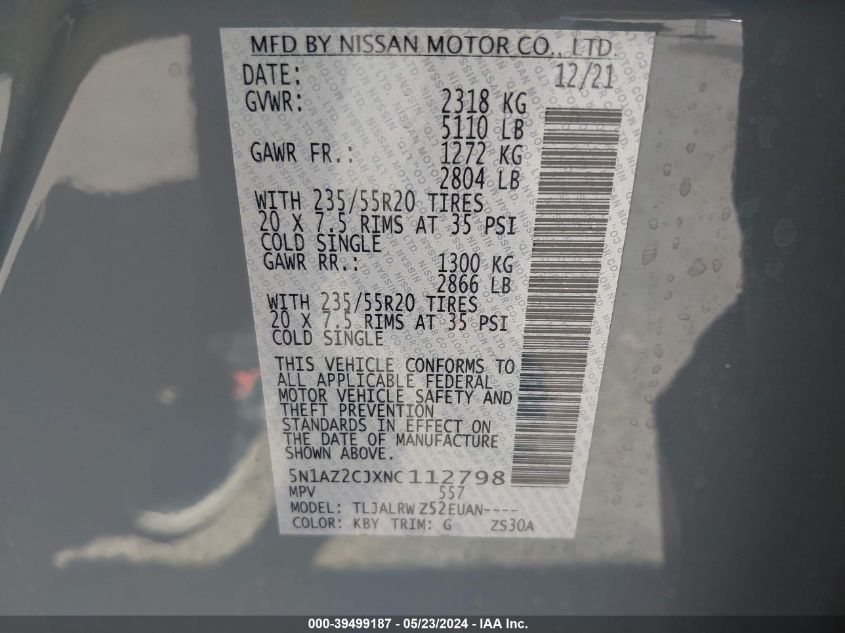 MFD BY NISSAN MOTOR CO., LTD
DATE: 12/21
GVWR: 2318 KG
5110 LB
GAWR FR.: 1272 KG
2804 LB
WITH 235/55R20 TIRES
20 X 7.5 RIMS AT 35 PSI
COLD SINGLE
GAWR RR.: 1300 KG
2866 LB
WITH 235/55R20 TIRES
20 X 7.5 RIMS AT 35 PSI
COLD SINGLE
THIS VEHICLE CONFORMS TO
ALL APPLICABLE FEDERAL
MOTOR VEHICLE SAFETY AND
THEFT PREVENTION
STANDARDS IN EFFECT ON
THE DATE OF MANUFACTURE
SHOWN ABOVE.
5N1AZ2CJXNC112798
MPV 557
MODEL: TLJALRW Z52EUAN----
COLOR: KBY TRIM: G ZS30A
000-39499187 - 05/23/2024 - IAA Inc.